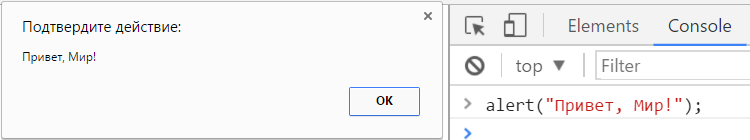 Подтвердите действие:
Привет, Мир!
OK
Elements Console
top Filter
alert("Привет, Мир!");